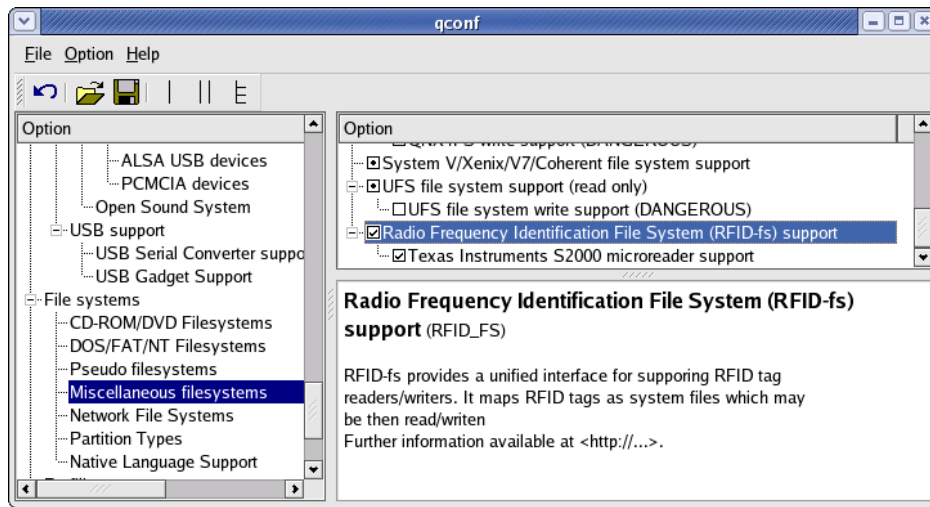 qconf
File Option Help
Option
ALSA USB devices
PCMCIA devices
Open Sound System
USB support
USB Serial Converter suppo
USB Gadget Support
File systems
CD-ROM/DVD Filesystems
DOS/FAT/NT Filesystems
Pseudo filesystems
Miscellaneous filesystems
Network File Systems
Partition Types
Native Language Support
Option
write support (DANGEROUS)
System V/Xenix/V7/Coherent file system support
UFS file system support (read only)
UFS file system write support (DANGEROUS)
Radio Frequency Identification File System (RFID-fs) support
Texas Instruments S2000 microreader support
Radio Frequency Identification File System (RFID-fs)
support (RFID_FS)
RFID-fs provides a unified interface for supporing RFID tag
readers/writers. It maps RFID tags as system files which may
be then read/writen
Further information available at <http://...>.